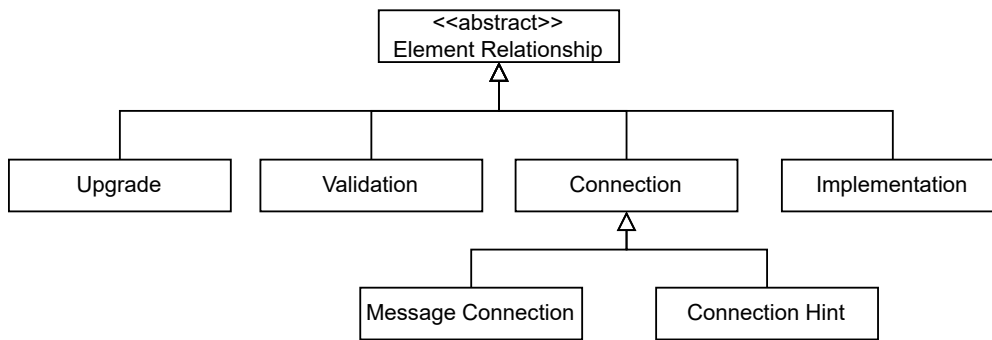 <<abstract>>
Element Relationship
Upgrade
Validation
Connection
Implementation
Message Connection
Connection Hint